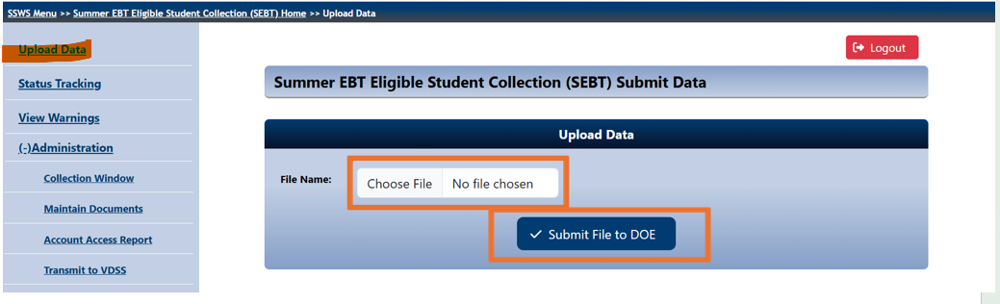 SSWS Menu >> Summer EBT Eligible Student Collection (SEBT) Home >> Upload Data
Upload Data
Status Tracking
View Warnings
(-)Administration
Collection Window
Maintain Documents
Account Access Report
Transmit to VDSS
Logout
Summer EBT Eligible Student Collection (SEBT) Submit Data
Upload Data
File Name: Choose File No file chosen
Submit File to DOE